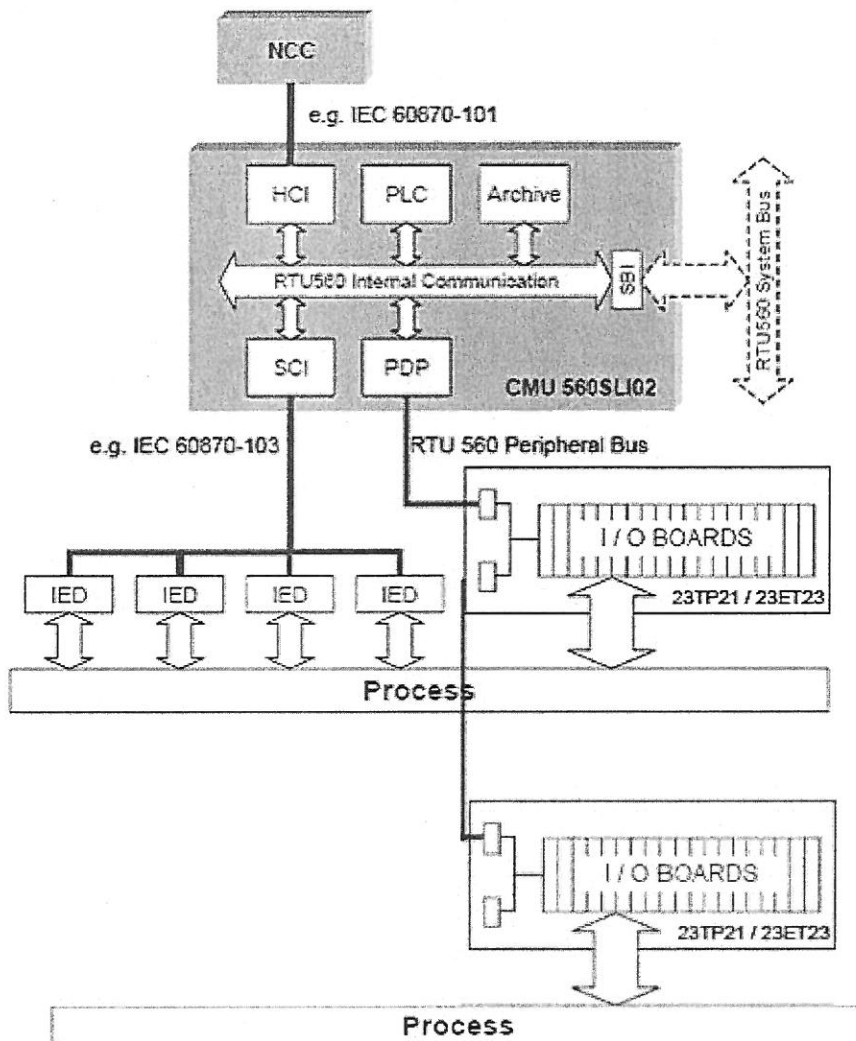 NCC
e.g. IEC 60870-101
HCI
PLC
Archive
RTU560 Internal Communication
SBI
RTU560 System Bus
SCI
PDP
CMU 560SLI02
e.g. IEC 60870-103
RTU 560 Peripheral Bus
I / O BOARDS
23TP21 / 23ET23
IED
IED
IED
IED
Process
I / O BOARDS
23TP21 / 23ET23
Process